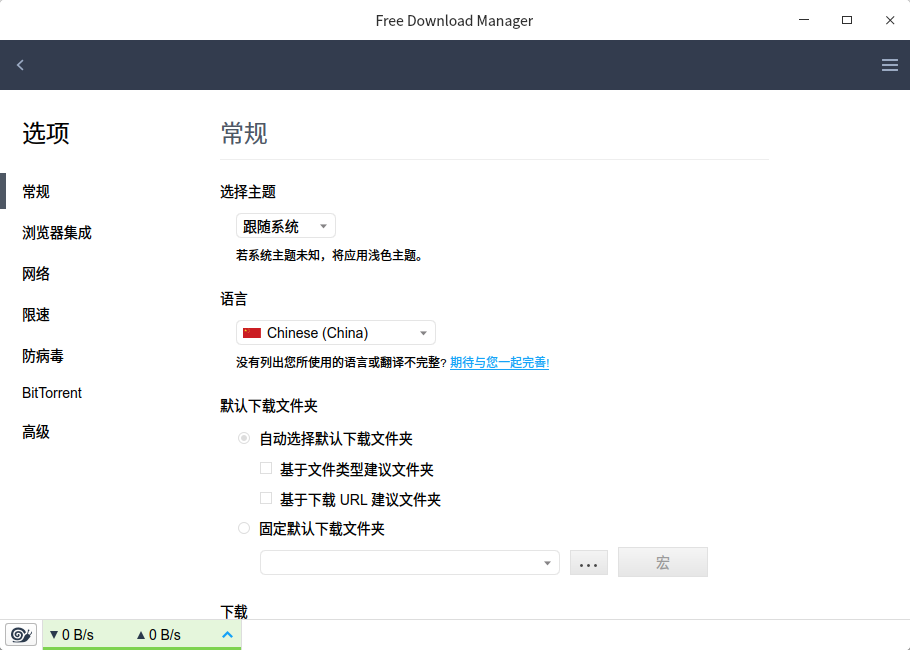 Free Download Manager
选项
常规
浏览器集成
网络
限速
防病毒
BitTorrent
高级
常规
选择主题
跟随系统
若系统主题未知，将应用浅色主题。
语言
Chinese (China)
没有列出您所使用的语言或翻译不完整? 期待与您一起完善!
默认下载文件夹
自动选择默认下载文件夹
基于文件类型建议文件夹
基于下载 URL 建议文件夹
固定默认下载文件夹
... 宏
下载
▼0 B/s ▲0 B/s